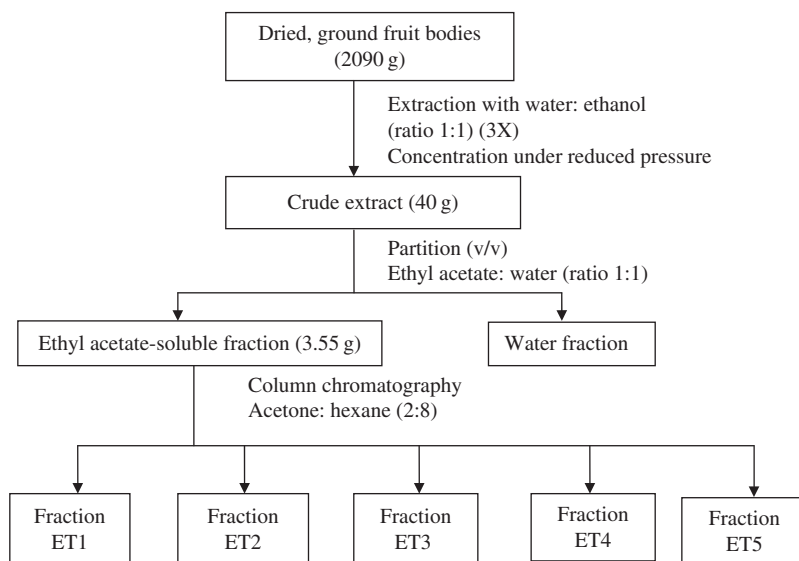 Dried, ground fruit bodies
(2090 g)
Extraction with water: ethanol
(ratio 1:1) (3X)
Concentration under reduced pressure
Crude extract (40 g)
Partition (v/v)
Ethyl acetate: water (ratio 1:1)
Ethyl acetate-soluble fraction (3.55 g)
Water fraction
Column chromatography
Acetone: hexane (2:8)
Fraction
ET1
Fraction
ET2
Fraction
ET3
Fraction
ET4
Fraction
ET5